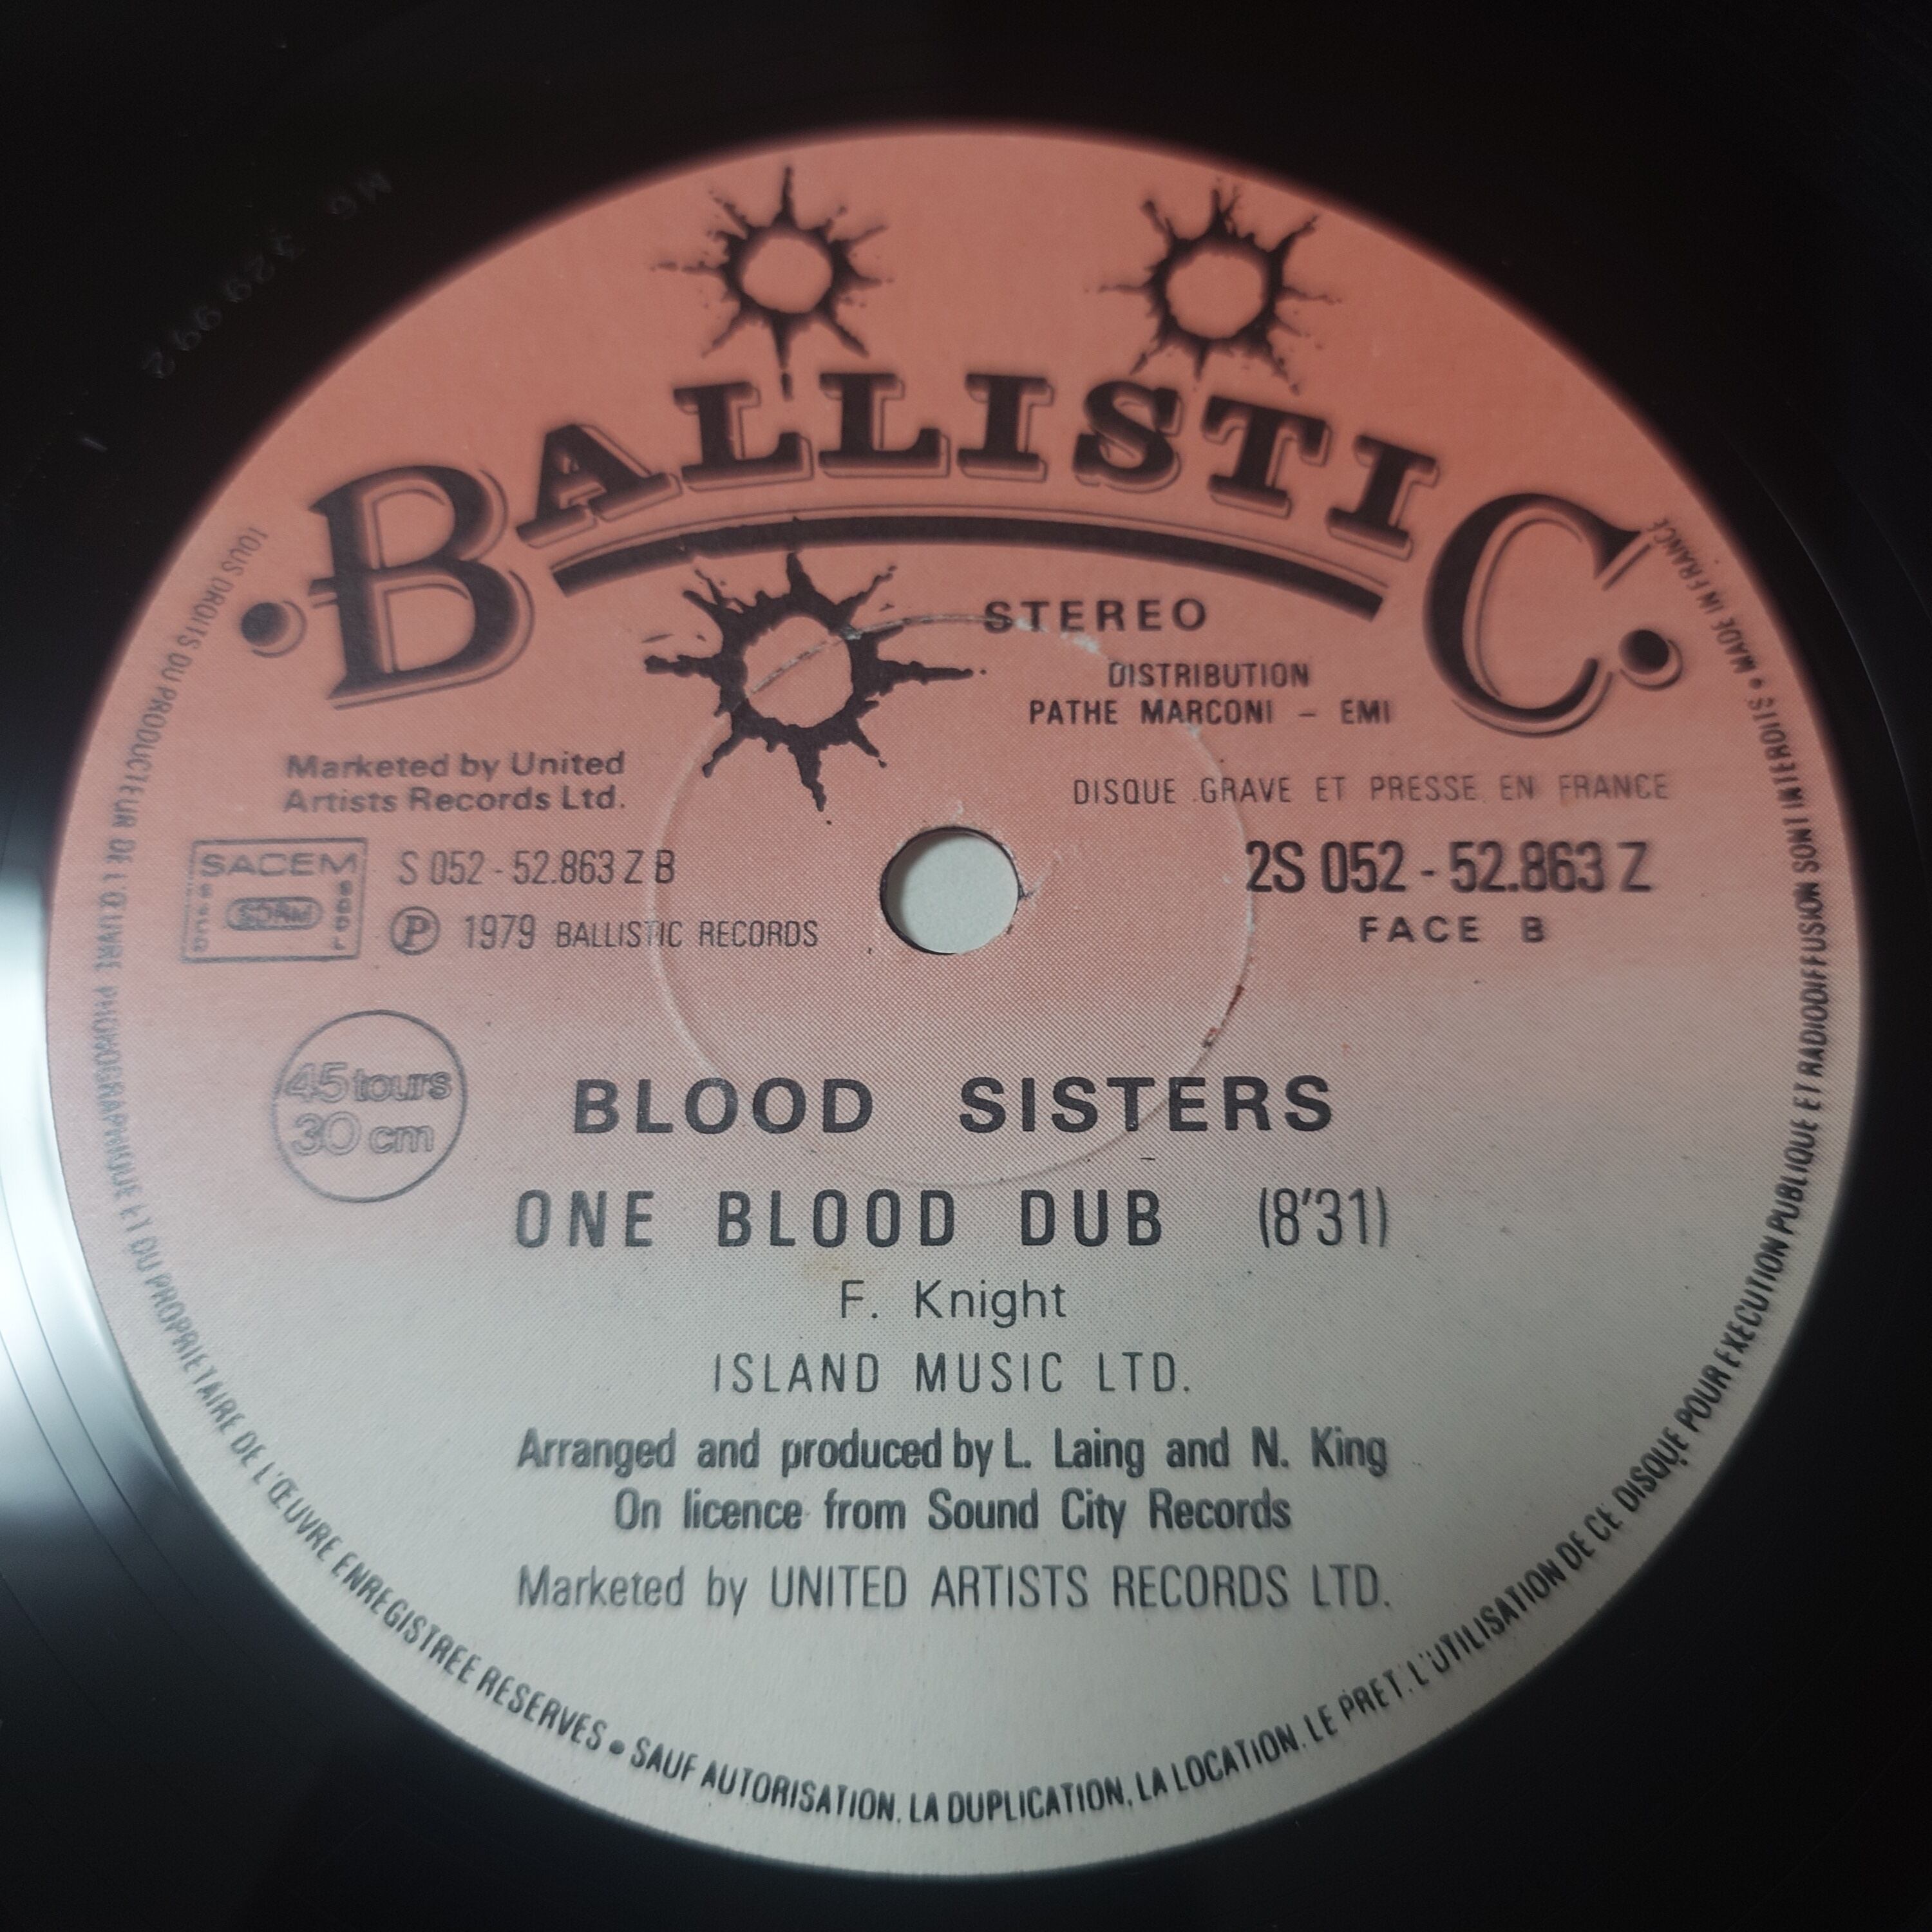 BALLISTIC
STEREO
DISTRIBUTION
PATHE MARCONI - EMI
Marketed by United
Artists Records Ltd.
DISQUE GRAVE ET PRESSE EN FRANCE
SACEM
SACD
SDRM
SGDL
S 052 - 52.863 Z B
Ⓟ 1979 BALLISTIC RECORDS
2S 052 - 52.863 Z
FACE B
45 tours
30 cm
BLOOD SISTERS
ONE BLOOD DUB (8'31)
F. Knight
ISLAND MUSIC LTD.
Arranged and produced by L. Laing and N. King
On licence from Sound City Records
Marketed by UNITED ARTISTS RECORDS LTD.
TOUS DROITS DU PRODUCTEUR DE L'ŒUVRE PHONOGRAPHIQUE ET DU PROPRIETAIRE DE L'ŒUVRE ENREGISTREE RESERVES • SAUF AUTORISATION, LA DUPLICATION, LA LOCATION, LE PRET, L'UTILISATION DE CE DISQUE POUR EXECUTION PUBLIQUE ET RADIODIFFUSION SONT INTERDIS • MADE IN FRANCE